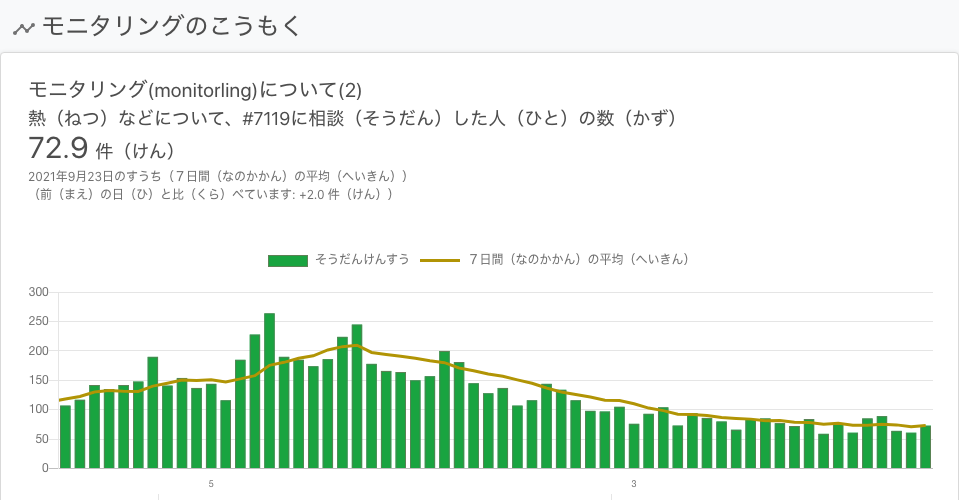 モニタリングのこうもく
モニタリング(monitorling)について(2)
熱（ねつ）などについて、#7119に相談（そうだん）した人（ひと）の数（かず）
72.9 件（けん）
2021年9月23日のすうち（７日間（なのかかん）の平均（へいきん））
（前（まえ）の日（ひ）と比（くら）べています: +2.0 件（けん））
そうだんけんすう ７日間（なのかかん）の平均（へいきん）
300
250
200
150
100
50
0
5 3